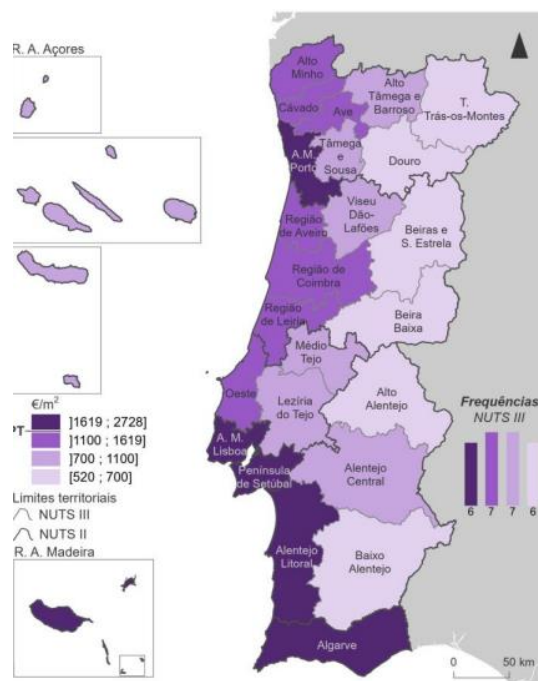 R. A. Açores
Alto
Minho
Alto
Tâmega e
Barroso
T.
Trás-os-Montes
Cávado
Ave
A.M.
Porto
Tâmega
e
Sousa
Douro
Viseu
Dão-
Lafões
Região
de Aveiro
Beiras e
S. Estrela
Região de
Coimbra
Região
de Leiria
Beira
Baixa
Médio
Tejo
Oeste
Lezíria
do Tejo
Alto
Alentejo
A. M.
Lisboa
Península
de Setúbal
Alentejo
Central
Alentejo
Litoral
Baixo
Alentejo
Algarve
€/m²
PT
]1619 ; 2728]
]1100 ; 1619]
]700 ; 1100]
[520 ; 700]
Limites territoriais
NUTS III
NUTS II
R. A. Madeira
Frequências
NUTS III
6 7 7 6
0 50 km